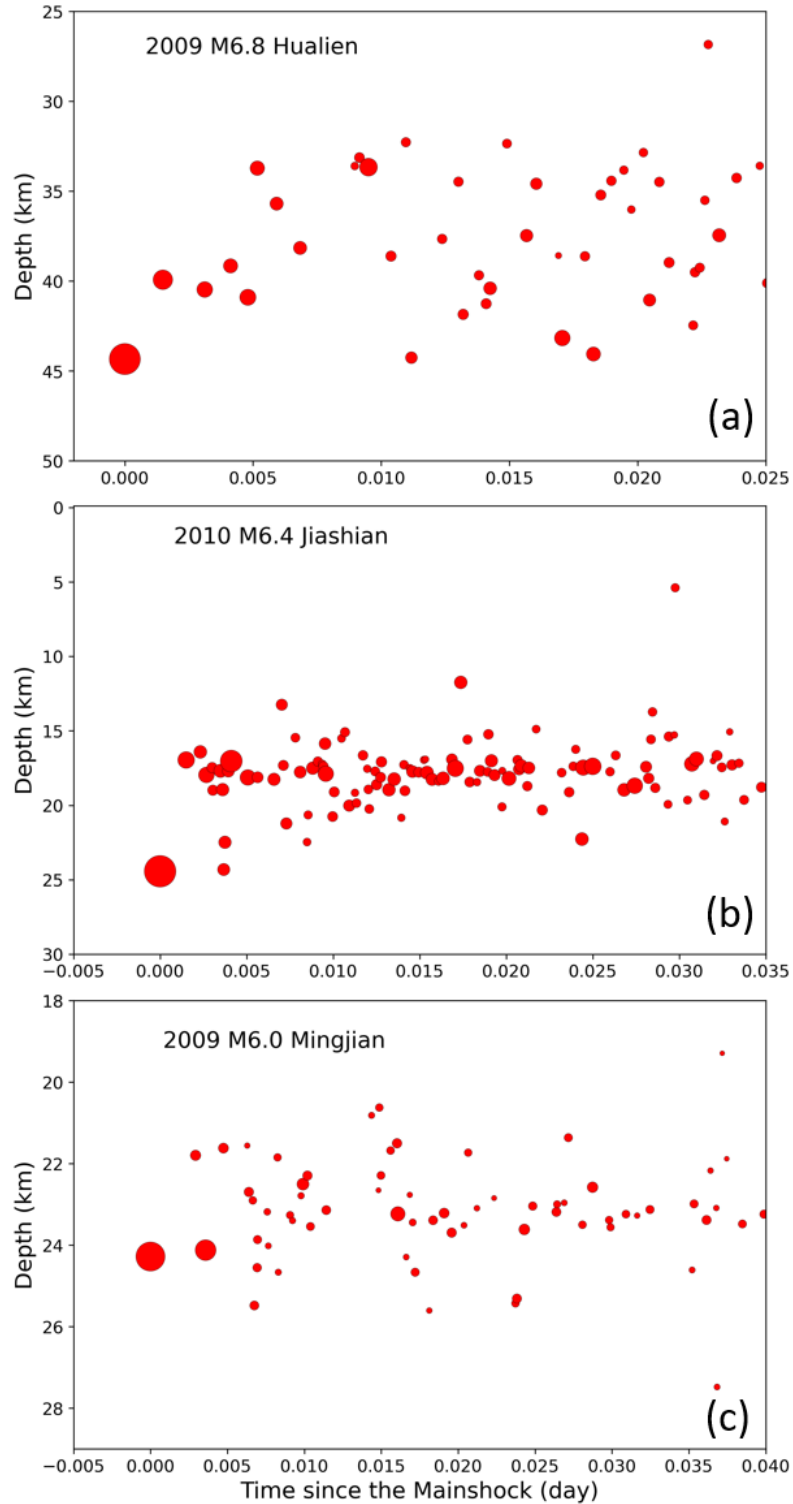 25
2009 M6.8 Hualien
30
35
Depth (km)
40
45
(a)
50
0.000 0.005 0.010 0.015 0.020 0.025
0
2010 M6.4 Jiashian
5
10
Depth (km)
15
20
25
(b)
30
−0.005 0.000 0.005 0.010 0.015 0.020 0.025 0.030 0.035
18
2009 M6.0 Mingjian
20
22
Depth (km)
24
26
28
(c)
−0.005 0.000 0.005 0.010 0.015 0.020 0.025 0.030 0.035 0.040
Time since the Mainshock (day)